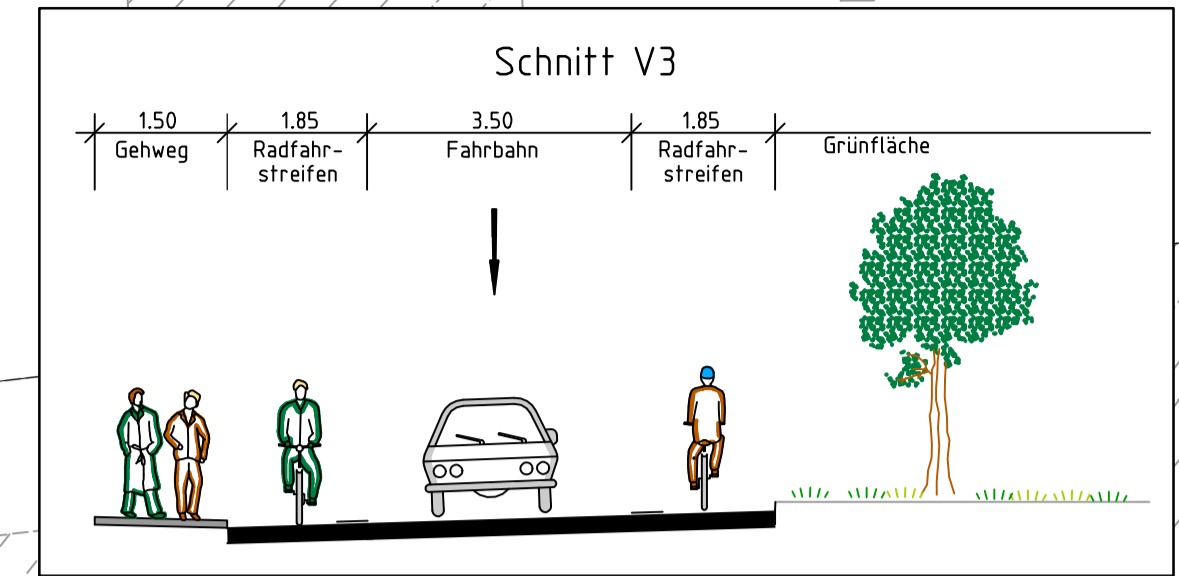 Schnitt V3
1.50 1.85 3.50 1.85
Gehweg Radfahr- Fahrbahn Radfahr- Grünfläche
streifen streifen